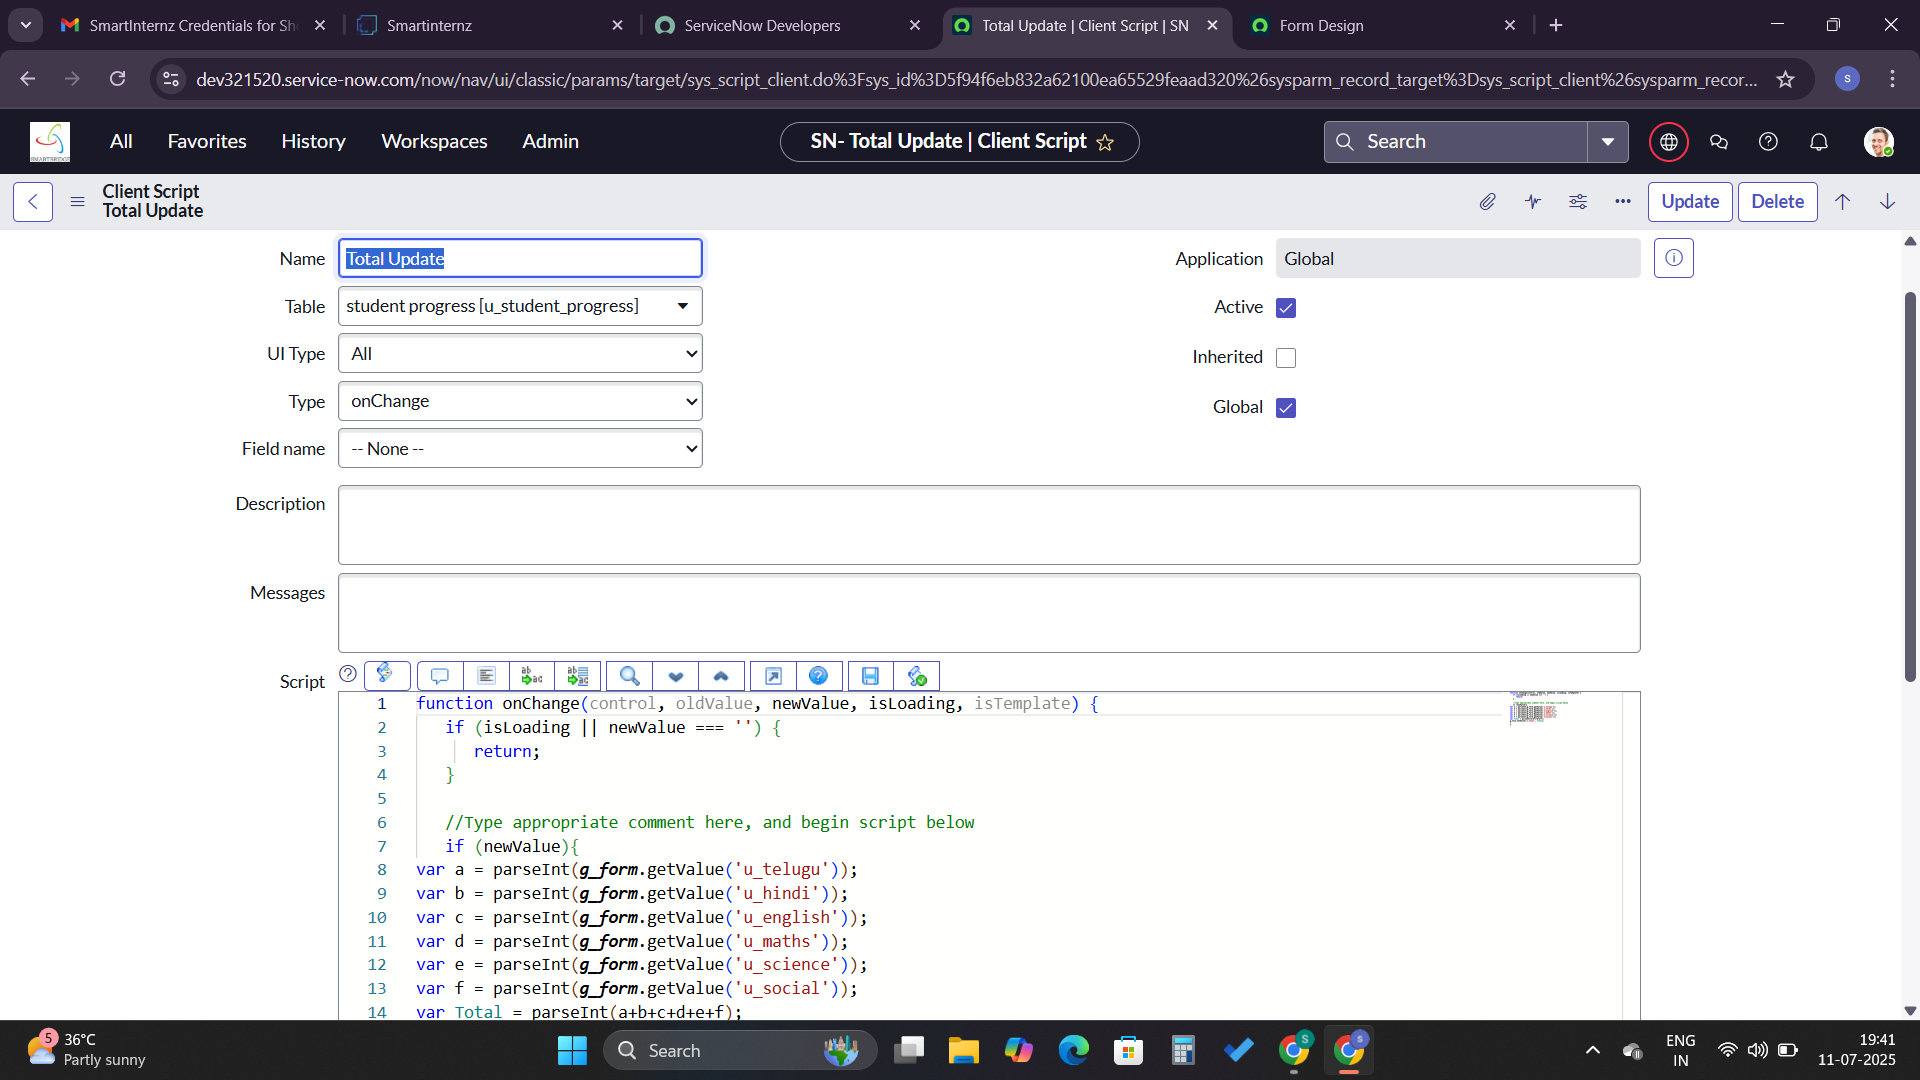 SmartInternz Credentials for Sh
Smartinternz
ServiceNow Developers
Total Update | Client Script | SN
Form Design
dev321520.service-now.com/now/nav/ui/classic/params/target/sys_script_client.do%3Fsys_id%3D5f94f6eb832a62100ea65529feaad320%26sysparm_record_target%3Dsys_script_client%26sysparm_recor...
S
SMARTBRIDGE
All
Favorites
History
Workspaces
Admin
SN- Total Update | Client Script
Search
Client Script
Total Update
Update
Delete
Name
Total Update
Application
Global
Table
student progress [u_student_progress]
Active
UI Type
All
Inherited
Type
onChange
Global
Field name
-- None --
Description
Messages
Script
1 function onChange(control, oldValue, newValue, isLoading, isTemplate) {
2 if (isLoading || newValue === '') {
3 return;
4 }
5
6 //Type appropriate comment here, and begin script below
7 if (newValue){
8 var a = parseInt(g_form.getValue('u_telugu'));
9 var b = parseInt(g_form.getValue('u_hindi'));
10 var c = parseInt(g_form.getValue('u_english'));
11 var d = parseInt(g_form.getValue('u_maths'));
12 var e = parseInt(g_form.getValue('u_science'));
13 var f = parseInt(g_form.getValue('u_social'));
14 var Total = parseInt(a+b+c+d+e+f);
5
36°C
Partly sunny
Search
S
S
ENG
IN
19:41
11-07-2025